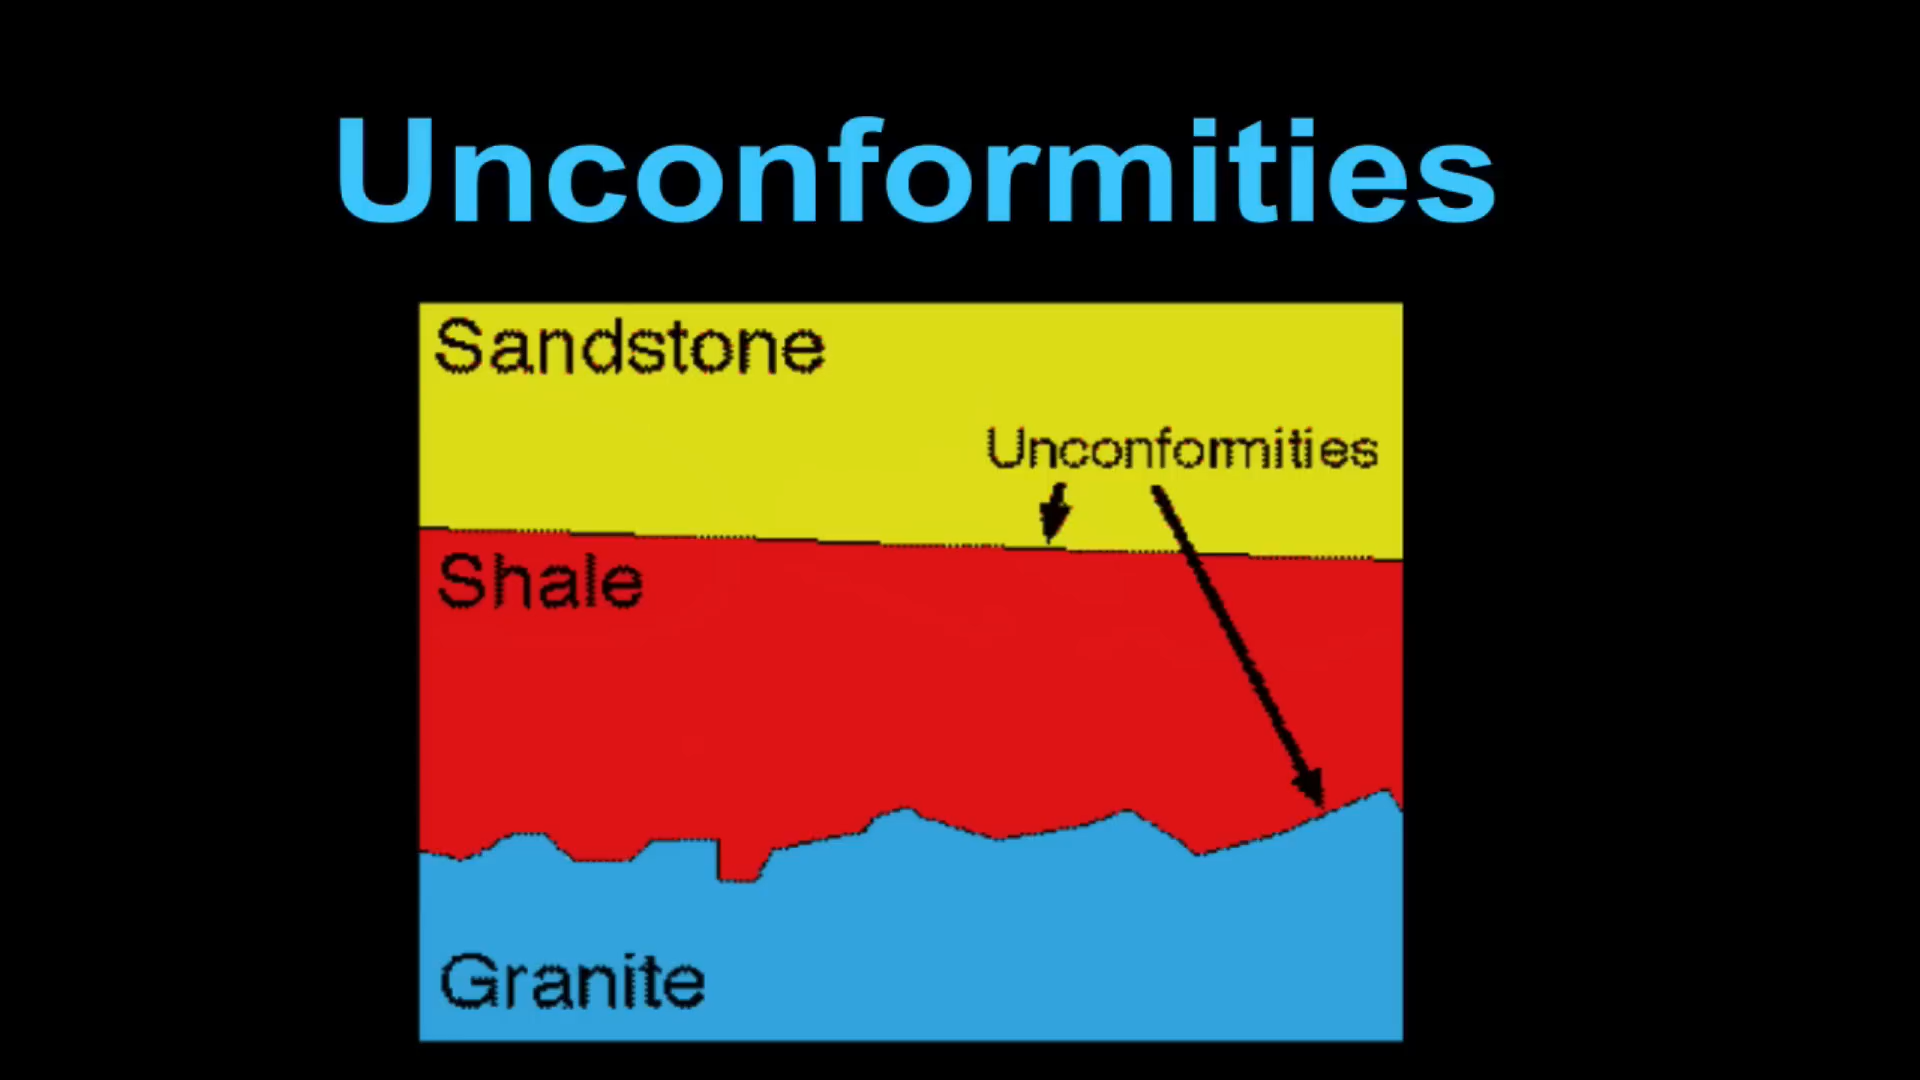 Unconformities
Sandstone
Unconformities
Shale
Granite